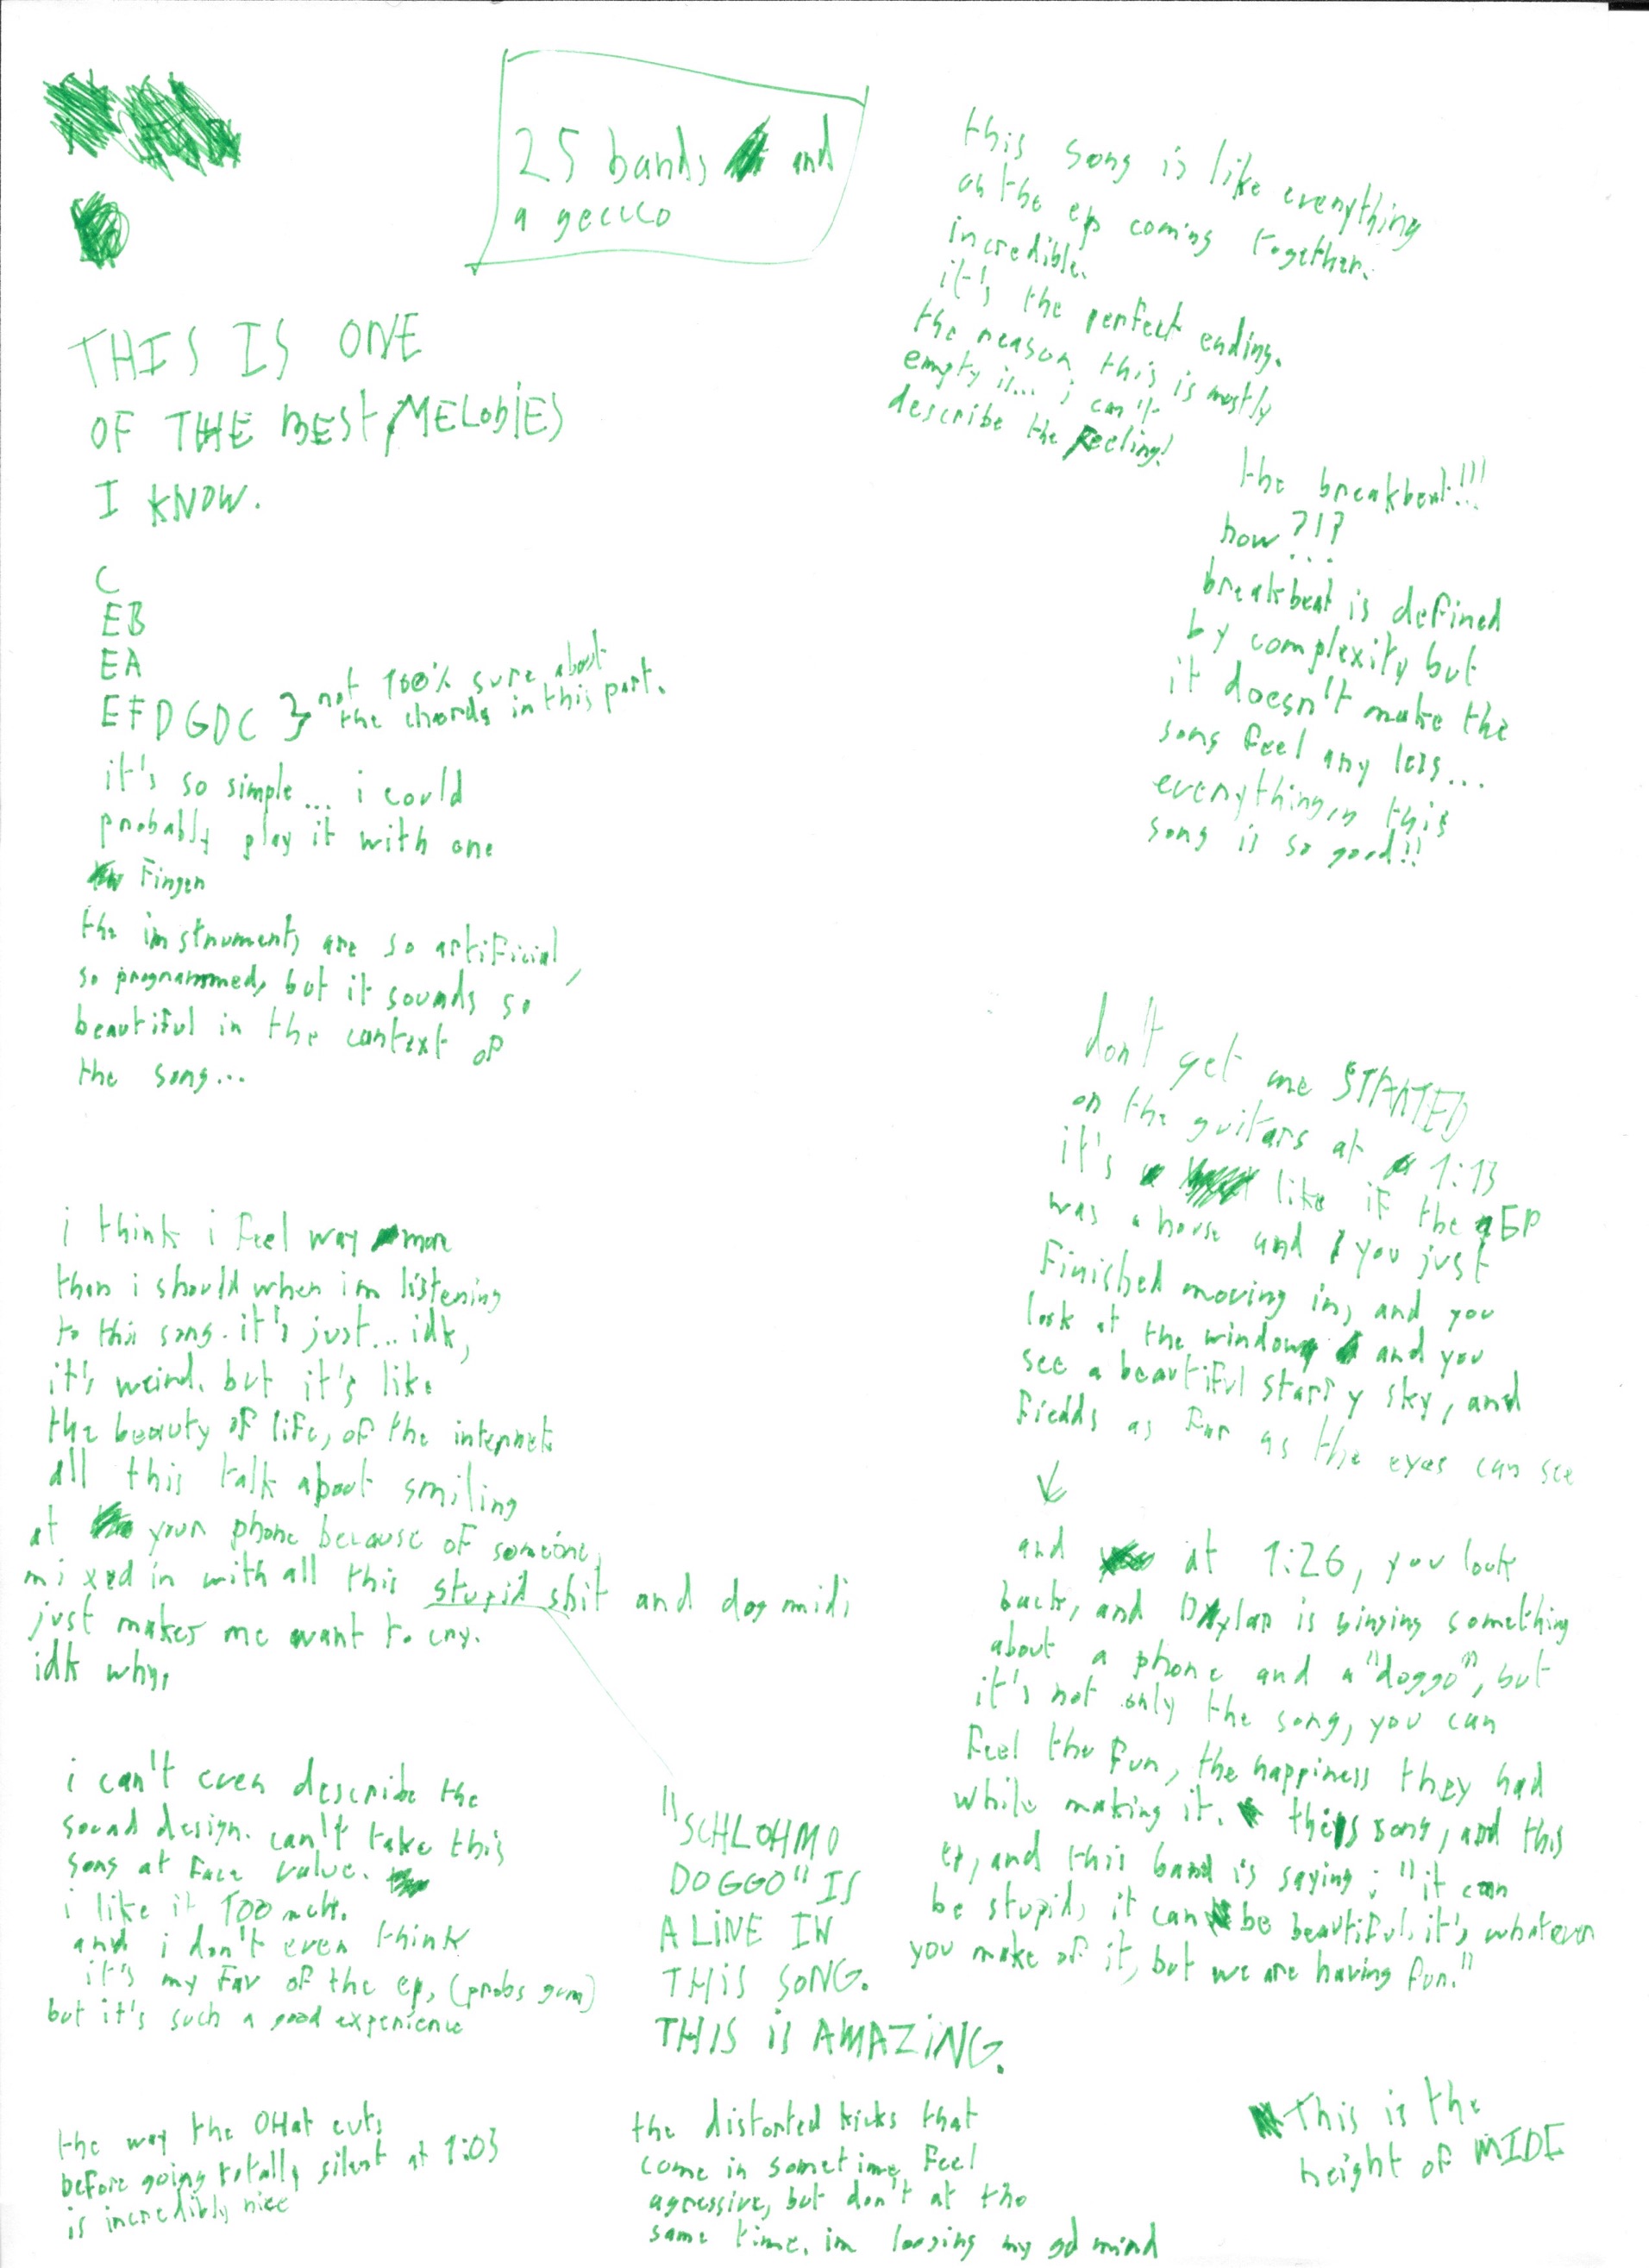 25 bands and
a geccco
THIS IS ONE
OF THE BEST MELODIES
I KNOW.
C
EB
EA
EFDGDC } not 100% sure about
the chords in this part.
it's so simple... i could
probably play it with one
finger
the instruments are so artificial,
so programmed, but it sounds so
beautiful in the context of
the song...
i think i feel way more
than i should when im listening
to this song. it's just... idk,
it's weird. but it's like
the beauty of life, of the internet.
all this talk about smiling
at your phone because of someone,
mixed in with all this stupid shit and dog midi
just makes me want to cry.
idk why.
i can't even describe the
sound design. can't take this
song at face value.
i like it TOO much.
and i don't even think
it's my fav of the ep, (probs gum)
but it's such a good experience
the way the OHat cuts
before going totally silent at 1:03
is incredibly nice
"SCHLOHMO
DOGGO" IS
A LINE IN
THIS SONG.
THIS is AMAZING.
the distorted kicks that
come in sometimes feel
agressive, but don't at the
same time. im loosing my gd mind
this song is like everything
on the ep coming together.
incredible.
it's the perfect ending.
the reason this is mostly
empty is... i can't
describe the feeling!
the breakbeat!!!
how?!?
breakbeat is defined
by complexity but
it doesn't make the
song feel any less...
everything in this
song is so good!!
don't get me STARTED
on the guitars at 1:13
it's like if the EP
was a house and you just
finished moving in, and you
look at the window and you
see a beautiful starry sky, and
fields as far as the eyes can see
↓
and at 1:26, you look
back, and Dylan is singing something
about a phone and a "doggo", but
it's not only the song, you can
feel the fun, the happiness they had
while making it. this song, and this
ep, and this band is saying: "it can
be stupid, it can be beautiful, it's whatever
you make of it, but we are having fun."
This is the
height of MIDI